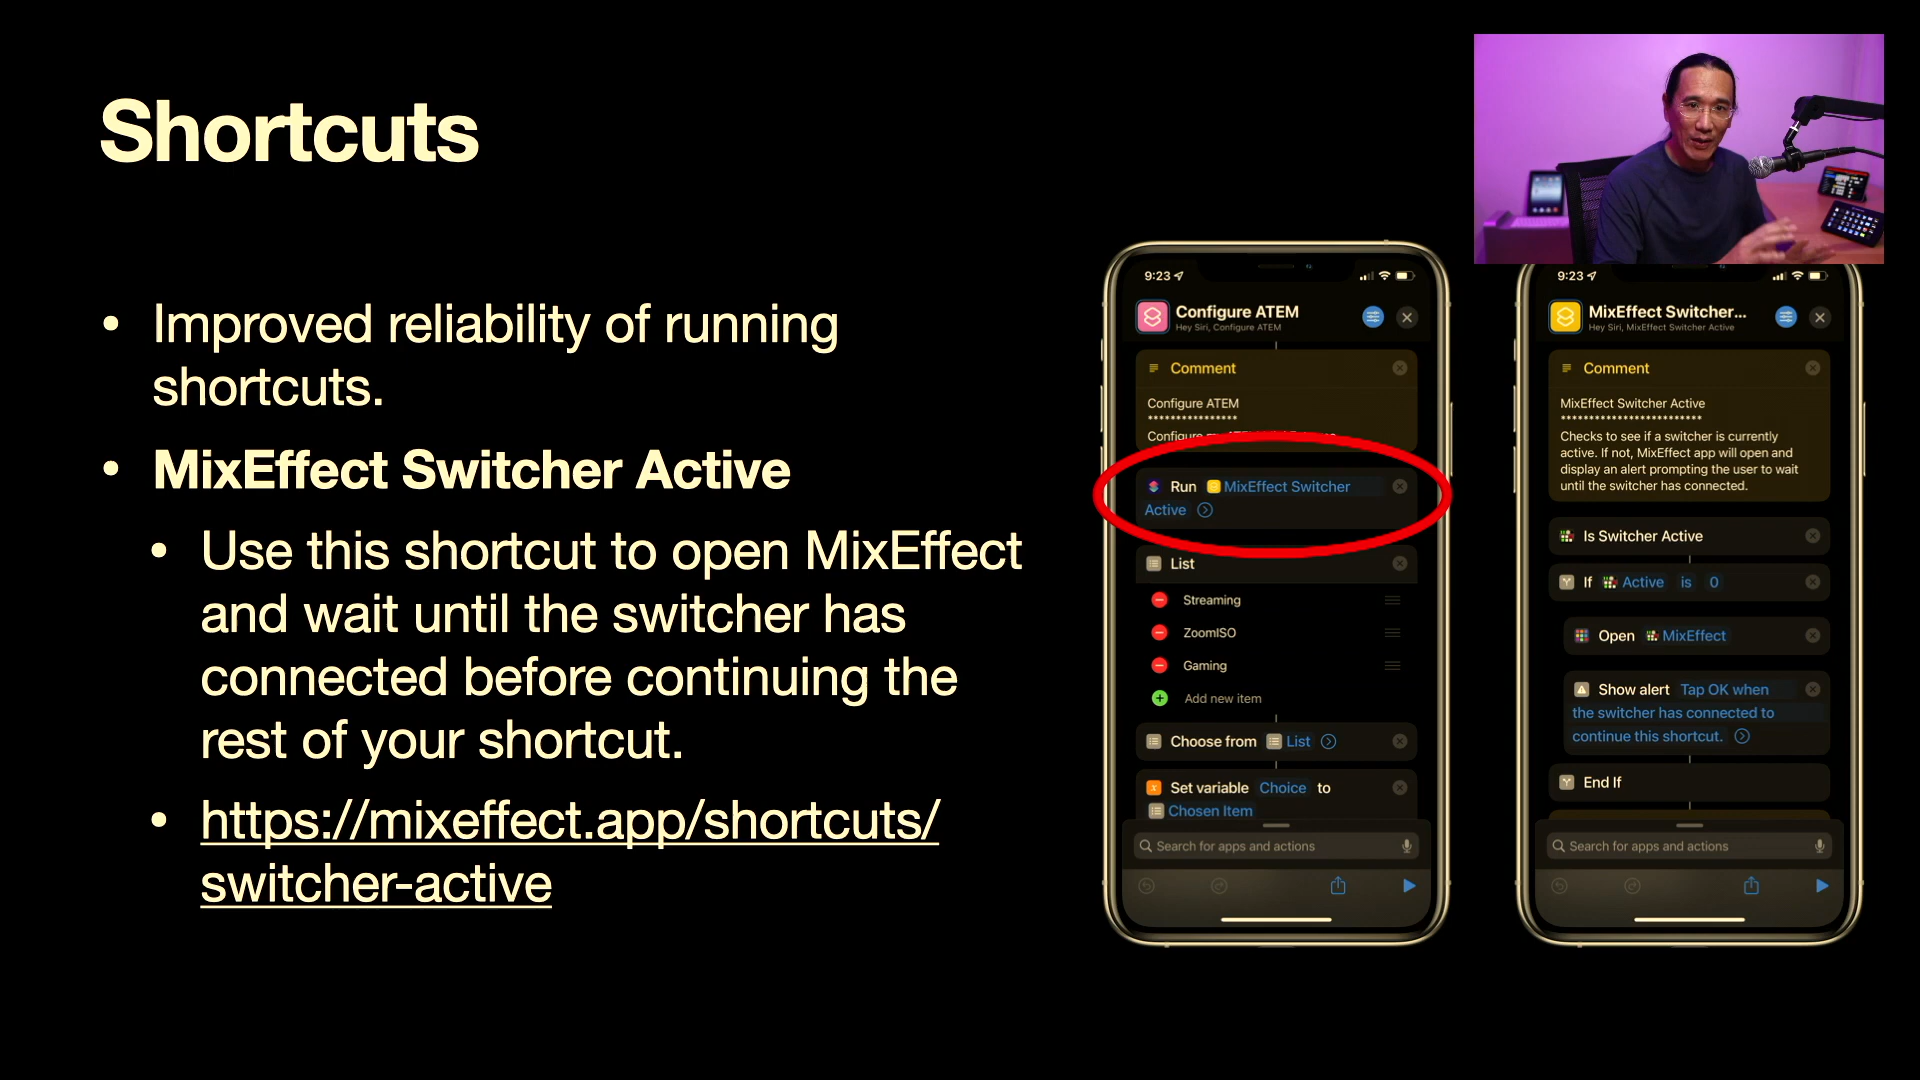 Shortcuts
• Improved reliability of running
shortcuts.
• MixEffect Switcher Active
• Use this shortcut to open MixEffect
and wait until the switcher has
connected before continuing the
rest of your shortcut.
• https://mixeffect.app/shortcuts/
switcher-active
9:23
Configure ATEM
Hey Siri, Configure ATEM
Comment
Configure ATEM
****************
Configure
Run MixEffect Switcher
Active
List
Streaming
ZoomISO
Gaming
Add new item
Choose from List
Set variable Choice to
Chosen Item
Search for apps and actions
9:23
MixEffect Switcher...
Hey Siri, MixEffect Switcher Active
Comment
MixEffect Switcher Active
*************************
Checks to see if a switcher is currently
active. If not, MixEffect app will open and
display an alert prompting the user to wait
until the switcher has connected.
Is Switcher Active
If Active is 0
Open MixEffect
Show alert Tap OK when
the switcher has connected to
continue this shortcut.
End If
Search for apps and actions